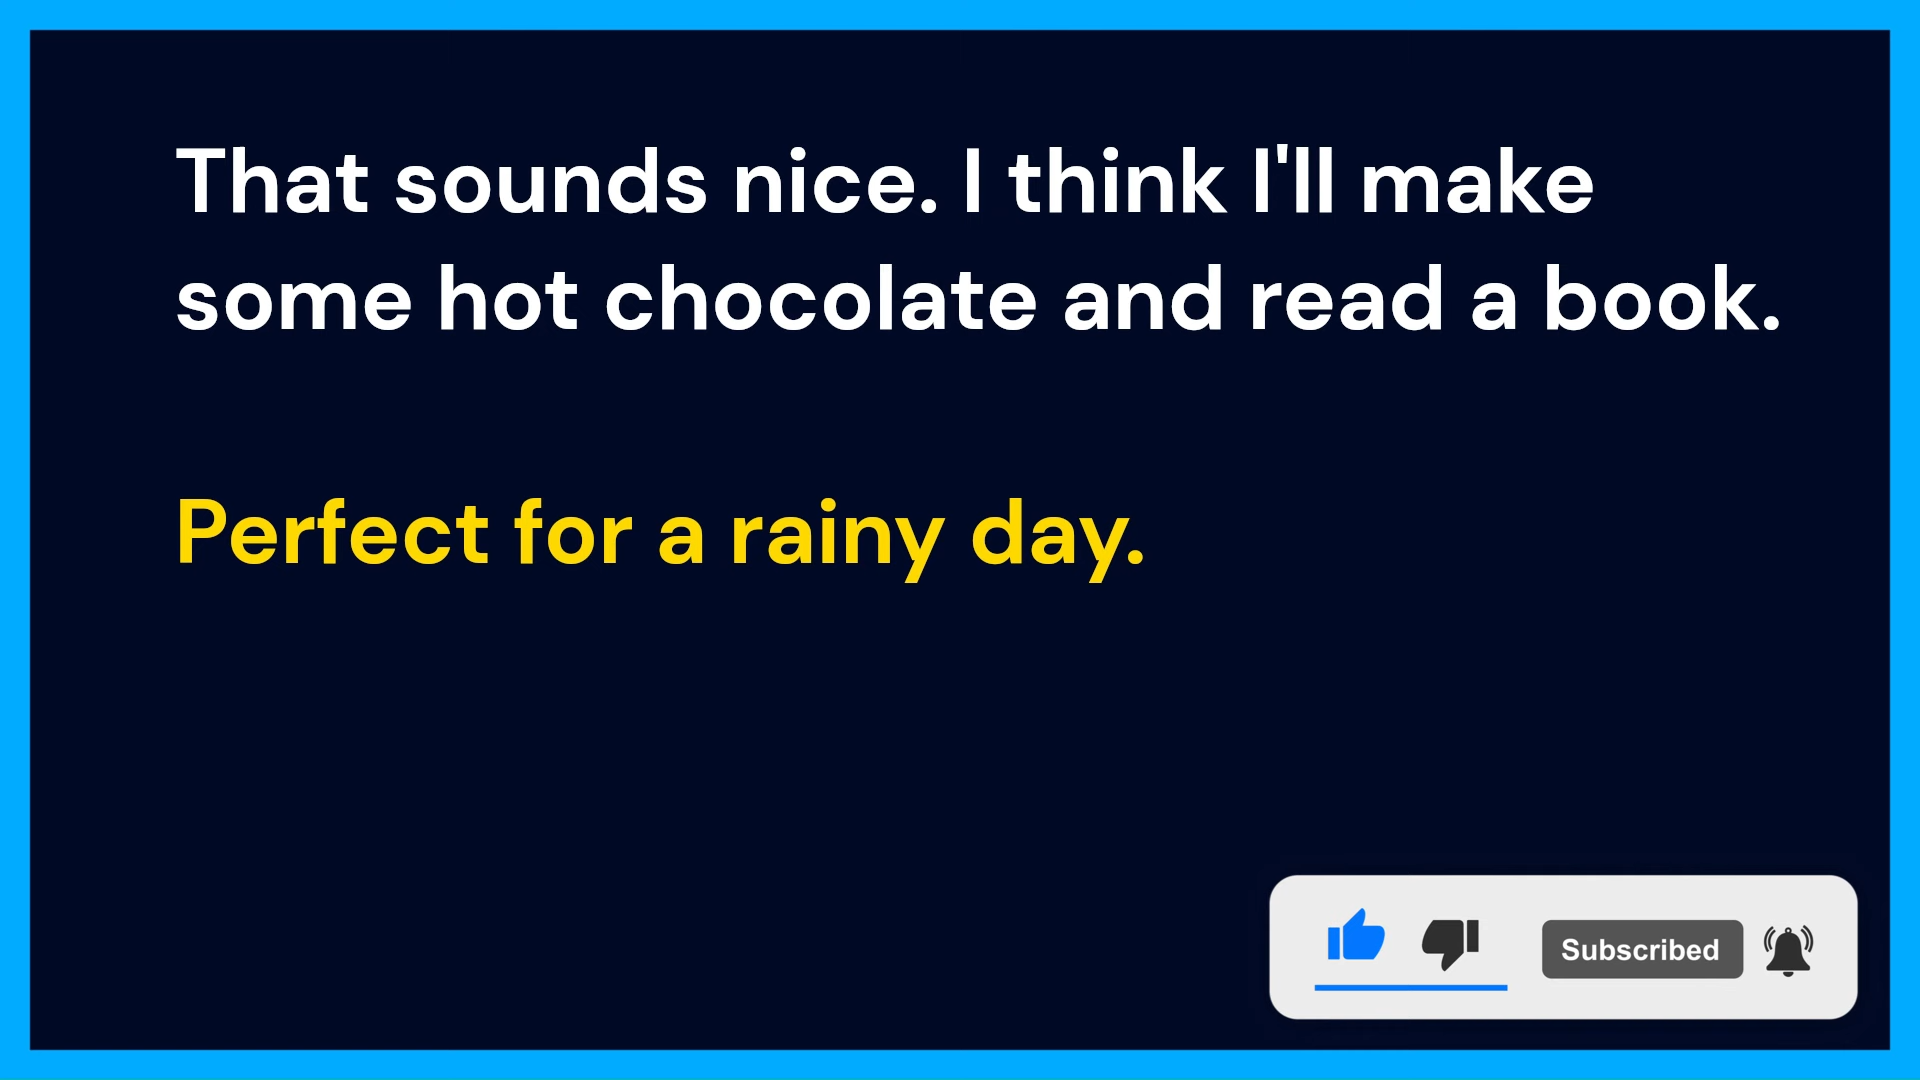 That sounds nice. I think I'll make
some hot chocolate and read a book.
Perfect for a rainy day.
Subscribed